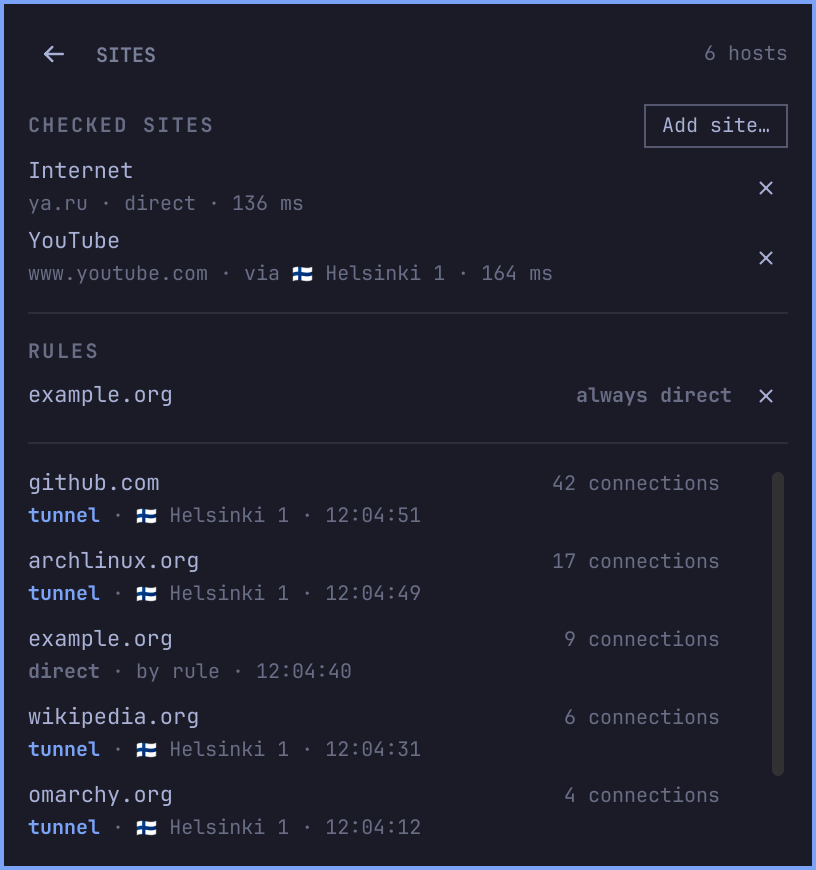 SITES 6 hosts
CHECKED SITES Add site…
Internet
ya.ru · direct · 136 ms
YouTube
www.youtube.com · via 🇫🇮 Helsinki 1 · 164 ms
RULES
example.org always direct
github.com 42 connections
tunnel · 🇫🇮 Helsinki 1 · 12:04:51
archlinux.org 17 connections
tunnel · 🇫🇮 Helsinki 1 · 12:04:49
example.org 9 connections
direct · by rule · 12:04:40
wikipedia.org 6 connections
tunnel · 🇫🇮 Helsinki 1 · 12:04:31
omarchy.org 4 connections
tunnel · 🇫🇮 Helsinki 1 · 12:04:12